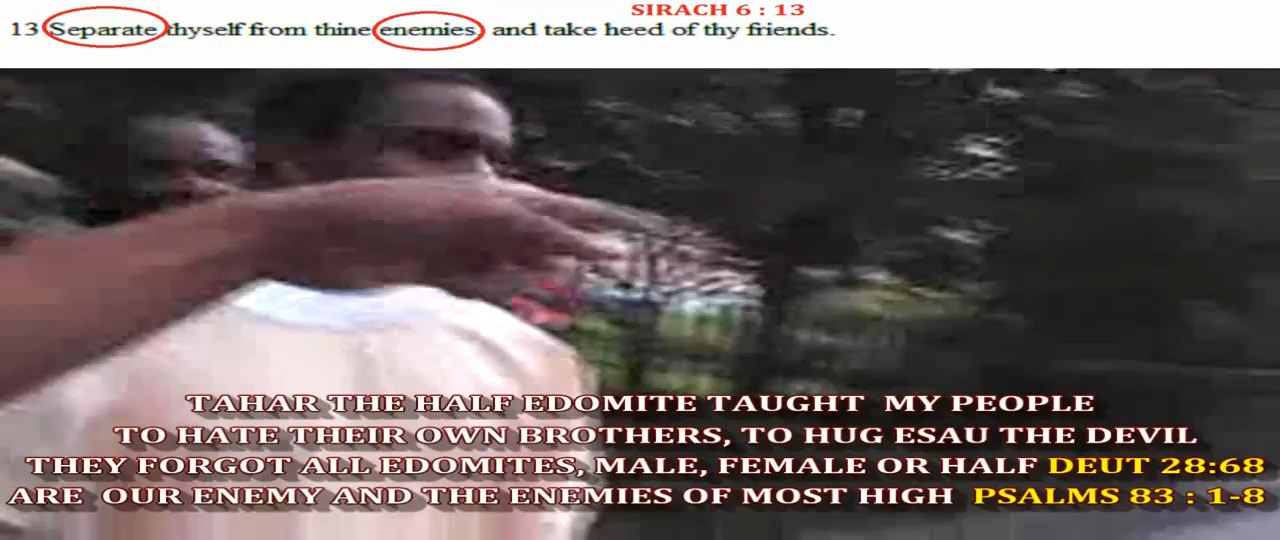 SIRACH 6 : 13
13 Separate thyself from thine enemies, and take heed of thy friends.
TAHAR THE HALF EDOMITE TAUGHT MY PEOPLE
TO HATE THEIR OWN BROTHERS, TO HUG ESAU THE DEVIL
THEY FORGOT ALL EDOMITES, MALE, FEMALE OR HALF DEUT 28:68
ARE OUR ENEMY AND THE ENEMIES OF MOST HIGH PSALMS 83 : 1-8